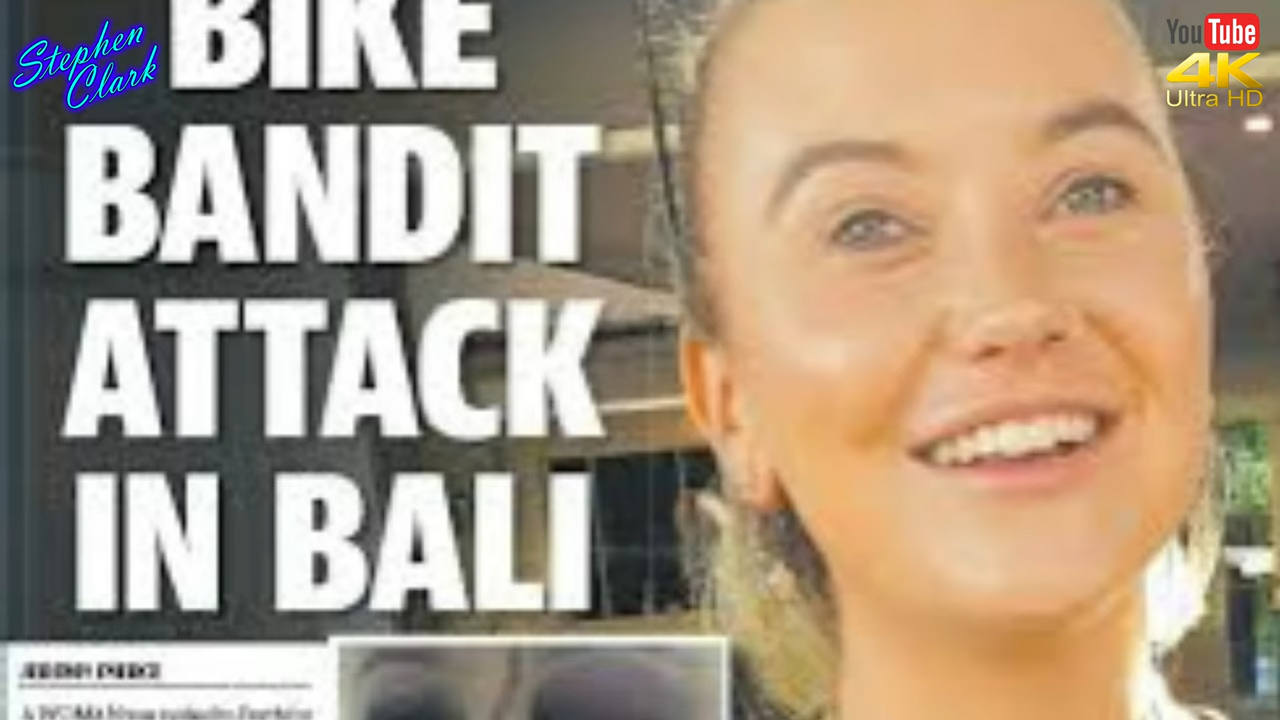 Stephen
Clark
BIKE
BANDIT
ATTACK
IN BALI
YouTube
4K
Ultra HD